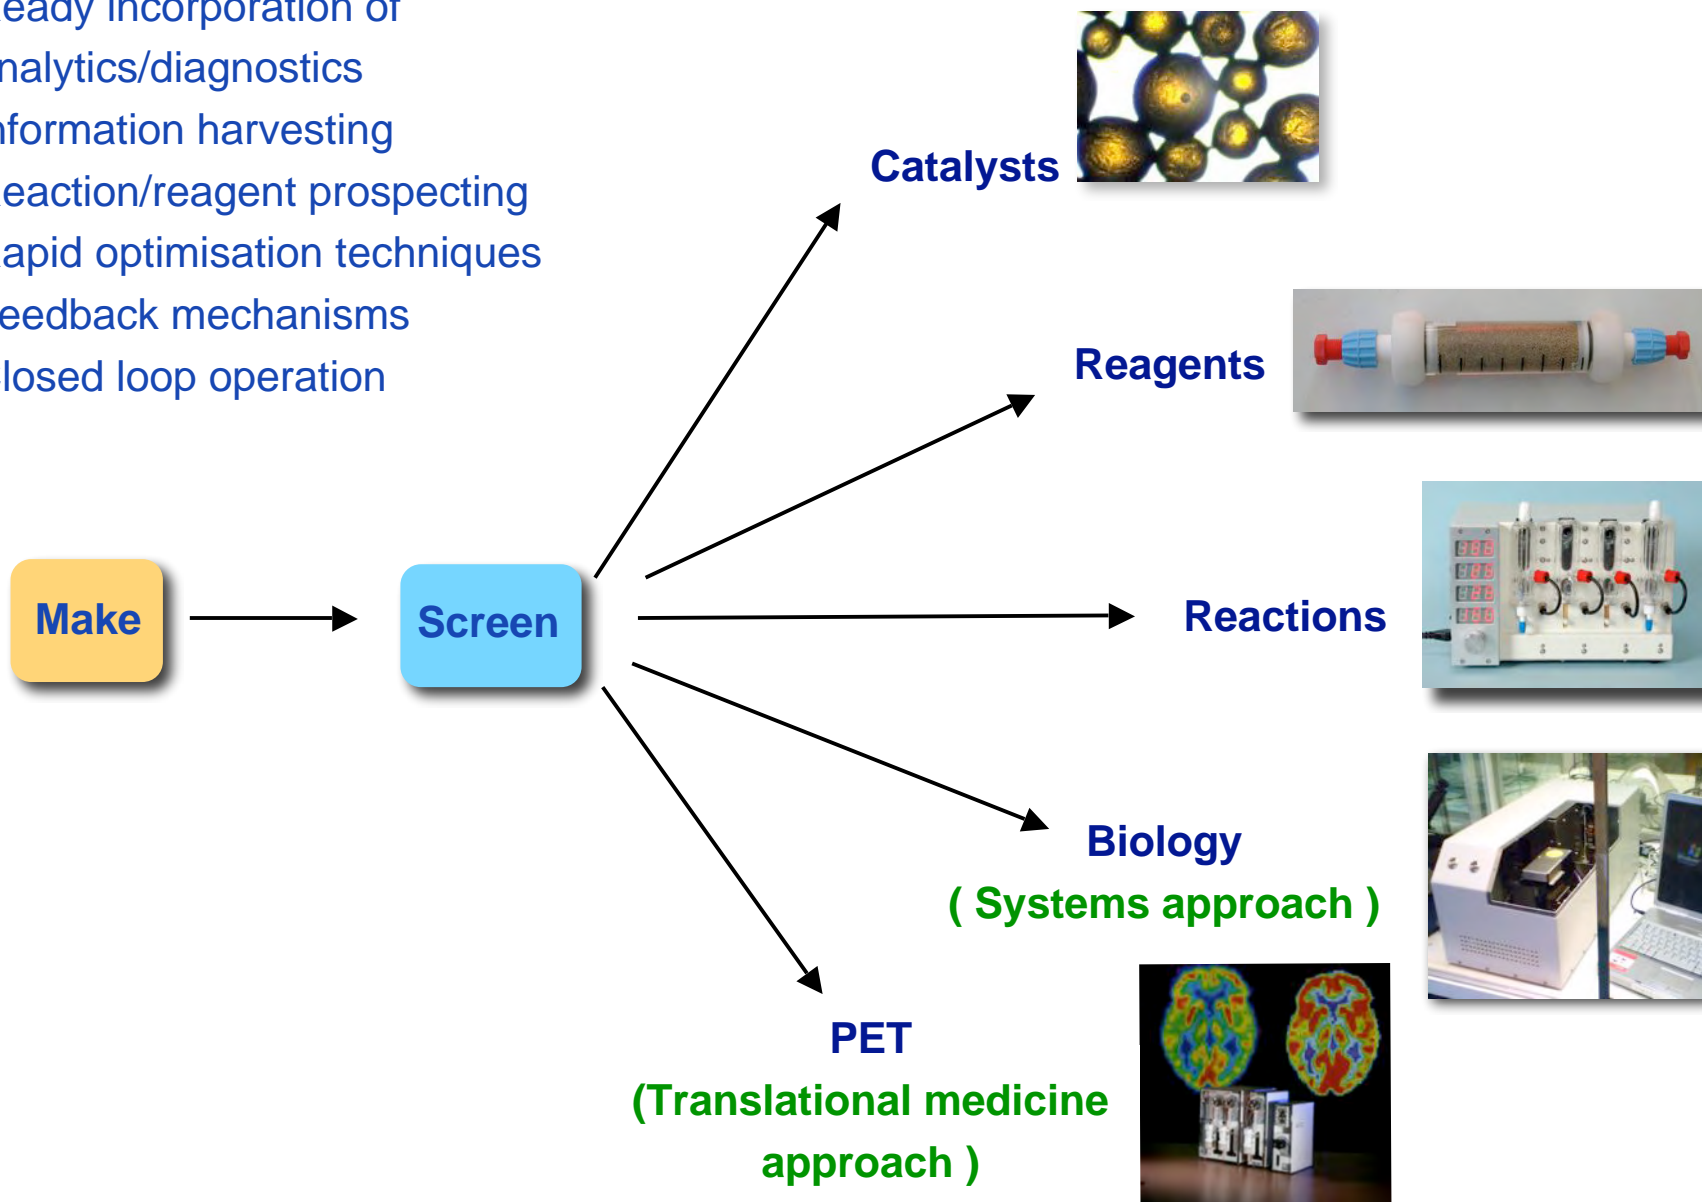 eady incorporation of
nalytics/diagnostics
nformation harvesting
eaction/reagent prospecting
apid optimisation techniques
eedback mechanisms
losed loop operation
Catalysts
Reagents
Reactions
Make
Screen
Biology
( Systems approach )
PET
(Translational medicine
approach )